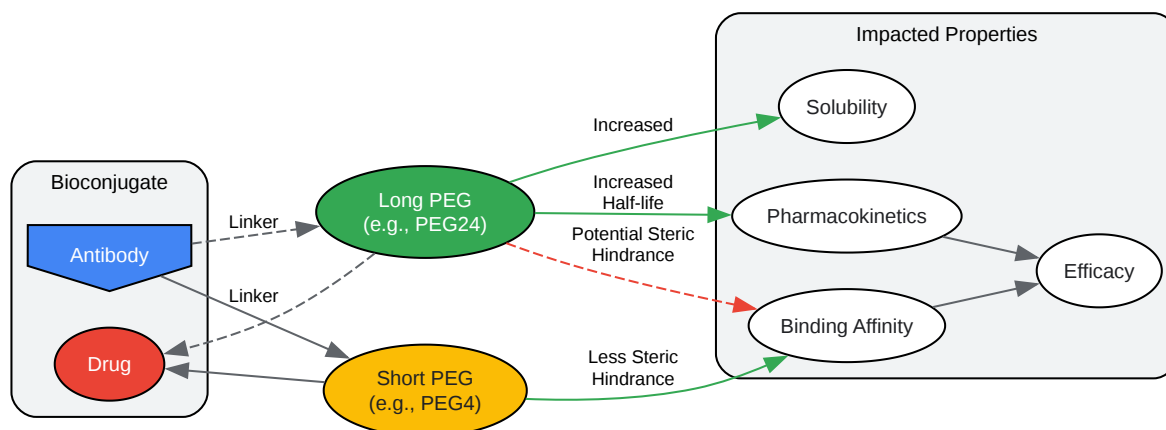 Impacted Properties
Solubility
Increased
Bioconjugate
Long PEG
(e.g., PEG24)
Increased
Half-life
Pharmacokinetics
Linker
Antibody
Potential Steric
Hindrance
Efficacy
Linker
Binding Affinity
Drug
Short PEG
(e.g., PEG4)
Less Steric
Hindrance